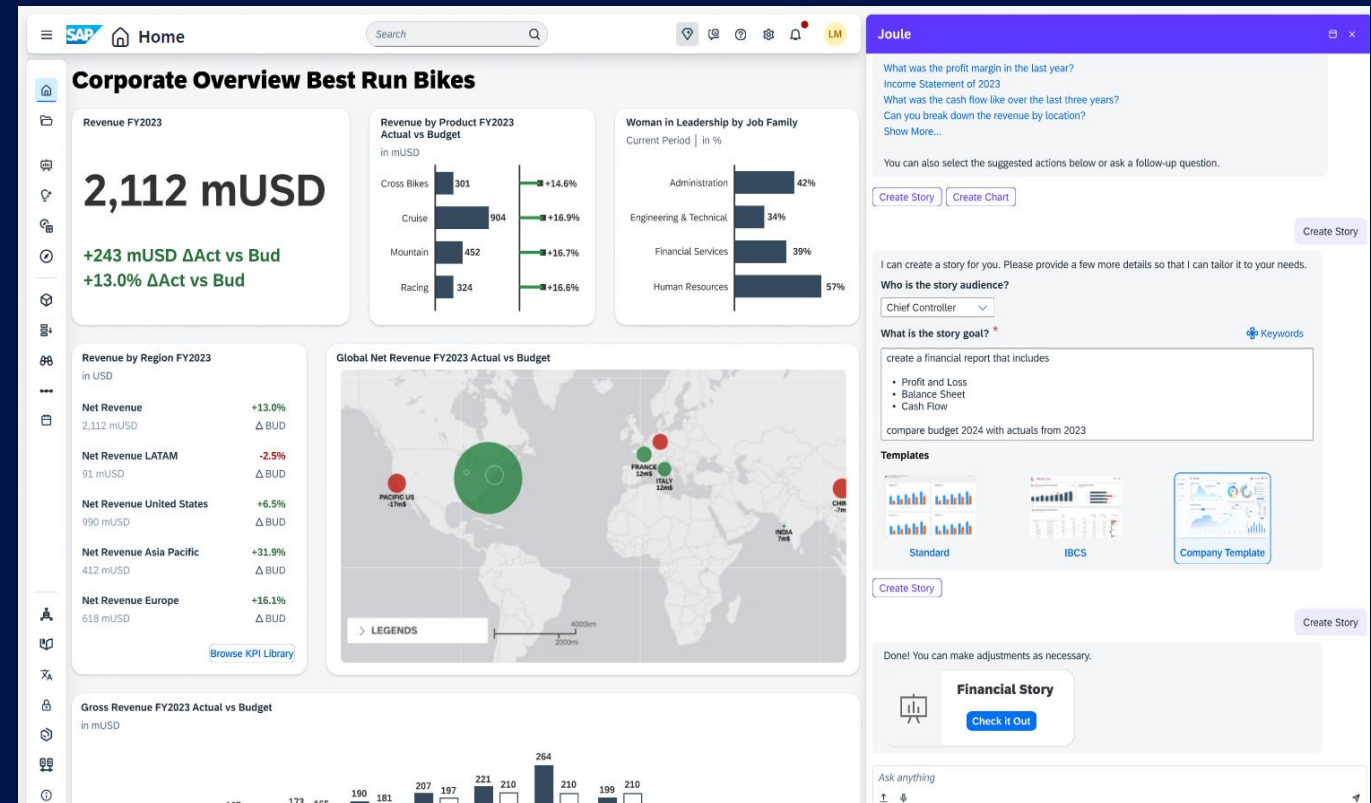 SAP
Home
Search
LM
Corporate Overview Best Run Bikes
Revenue FY2023
2,112 mUSD
+243 mUSD ΔAct vs Bud
+13.0% ΔAct vs Bud
Revenue by Product FY2023
Actual vs Budget
in mUSD
Cross Bikes 301 +14.6%
Cruise 904 +16.9%
Mountain 452 +16.7%
Racing 324 +16.6%
Woman in Leadership by Job Family
Current Period | in %
Administration 42%
Engineering & Technical 34%
Financial Services 39%
Human Resources 57%
Revenue by Region FY2023
in USD
Net Revenue +13.0%
2,112 mUSD Δ BUD
Net Revenue LATAM -2.5%
91 mUSD Δ BUD
Net Revenue United States +6.5%
990 mUSD Δ BUD
Net Revenue Asia Pacific +31.9%
412 mUSD Δ BUD
Net Revenue Europe +16.1%
618 mUSD Δ BUD
Browse KPI Library
Global Net Revenue FY2023 Actual vs Budget
PACIFIC US
-17m$
FRANCE
12m$
ITALY
12m$
INDIA
7m$
> LEGENDS
4000km
2000mi
Gross Revenue FY2023 Actual vs Budget
in mUSD
264
207 197 221 210 210 199 210
190 181
Joule
What was the profit margin in the last year?
Income Statement of 2023
What was the cash flow like over the last three years?
Can you break down the revenue by location?
Show More...
You can also select the suggested actions below or ask a follow-up question.
Create Story Create Chart
Create Story
I can create a story for you. Please provide a few more details so that I can tailor it to your needs.
Who is the story audience?
Chief Controller
What is the story goal? *
Keywords
create a financial report that includes
• Profit and Loss
• Balance Sheet
• Cash Flow
compare budget 2024 with actuals from 2023
Templates
Standard IBCS Company Template
Create Story
Create Story
Done! You can make adjustments as necessary.
Financial Story
Check it Out
Ask anything